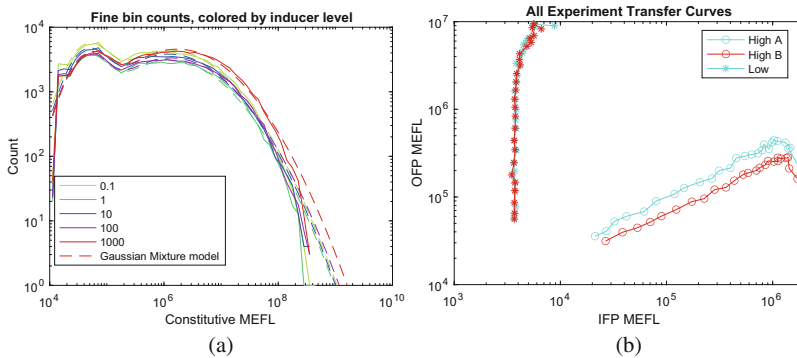 Fine bin counts, colored by inducer level
10^5
10^4
10^3
10^2
10^1
10^0
Count
0.1
1
10
100
1000
Gaussian Mixture model
10^4
10^6
10^8
10^10
Constitutive MEFL
(a)
All Experiment Transfer Curves
10^7
10^6
10^5
10^4
OFP MEFL
High A
High B
Low
10^3
10^4
10^5
10^6
IFP MEFL
(b)